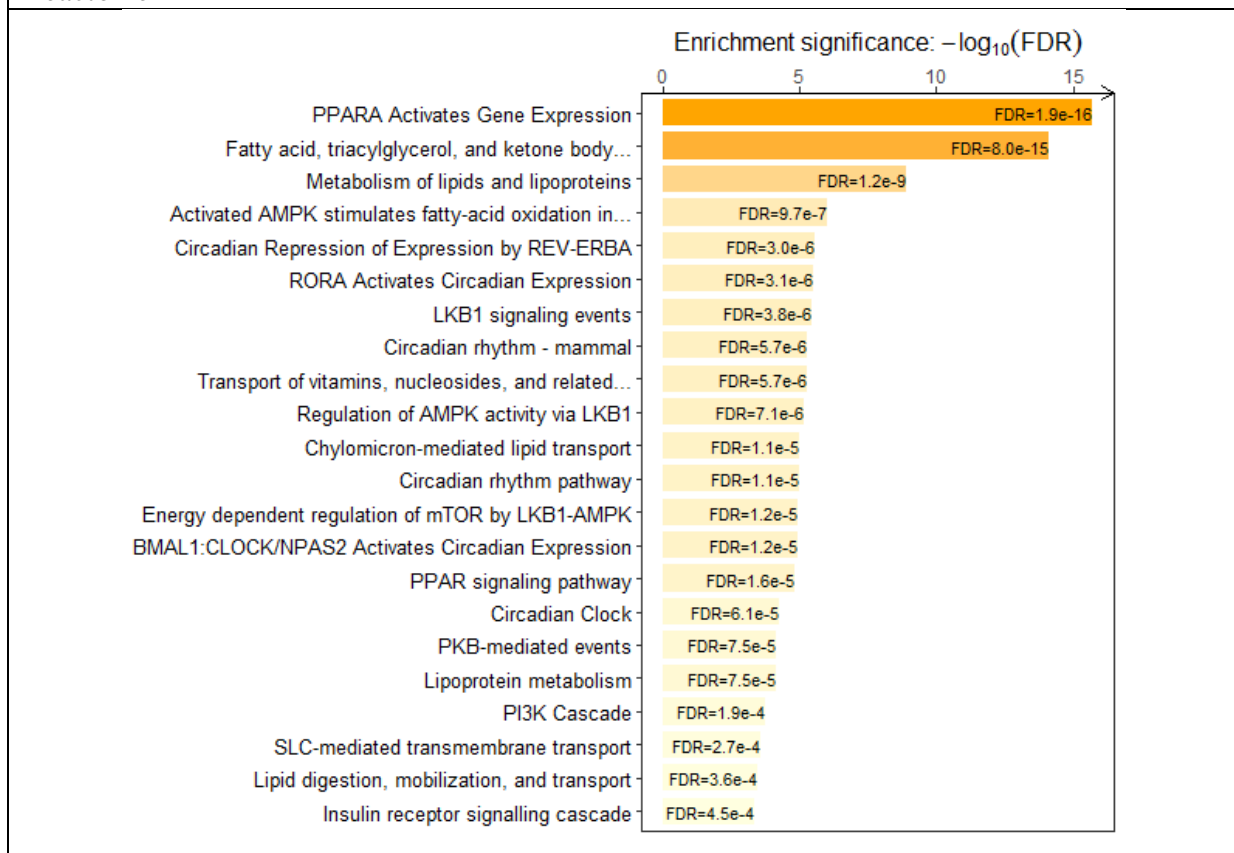 Enrichment significance: −log₁₀(FDR)
0 5 10 15
PPARA Activates Gene Expression FDR=1.9e-16
Fatty acid, triacylglycerol, and ketone body... FDR=8.0e-15
Metabolism of lipids and lipoproteins FDR=1.2e-9
Activated AMPK stimulates fatty-acid oxidation in... FDR=9.7e-7
Circadian Repression of Expression by REV-ERBA FDR=3.0e-6
RORA Activates Circadian Expression FDR=3.1e-6
LKB1 signaling events FDR=3.8e-6
Circadian rhythm - mammal FDR=5.7e-6
Transport of vitamins, nucleosides, and related... FDR=5.7e-6
Regulation of AMPK activity via LKB1 FDR=7.1e-6
Chylomicron-mediated lipid transport FDR=1.1e-5
Circadian rhythm pathway FDR=1.1e-5
Energy dependent regulation of mTOR by LKB1-AMPK FDR=1.2e-5
BMAL1:CLOCK/NPAS2 Activates Circadian Expression FDR=1.2e-5
PPAR signaling pathway FDR=1.6e-5
Circadian Clock FDR=6.1e-5
PKB-mediated events FDR=7.5e-5
Lipoprotein metabolism FDR=7.5e-5
PI3K Cascade FDR=1.9e-4
SLC-mediated transmembrane transport FDR=2.7e-4
Lipid digestion, mobilization, and transport FDR=3.6e-4
Insulin receptor signalling cascade FDR=4.5e-4